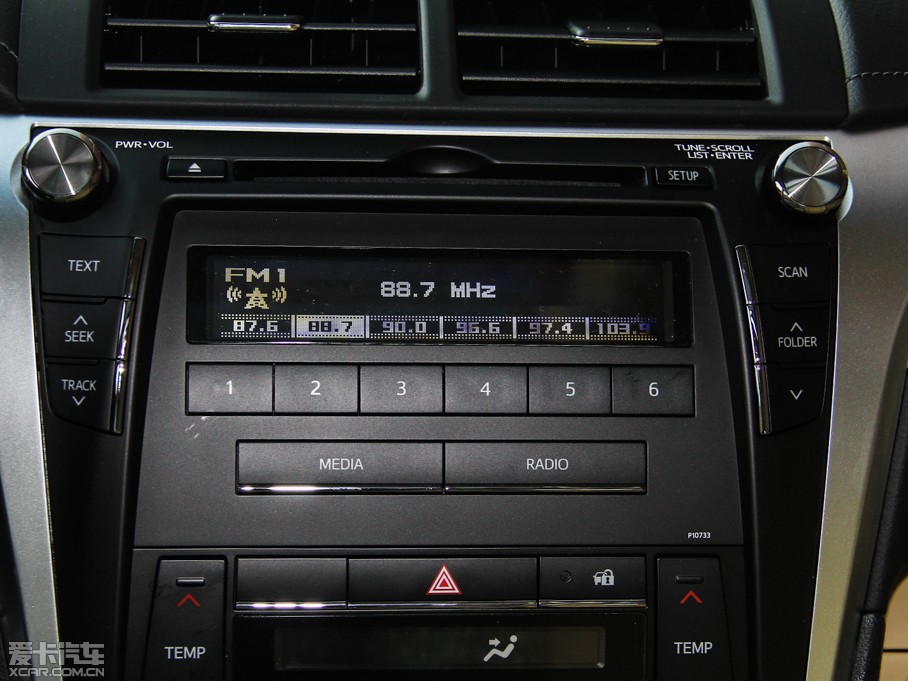 PWR•VOL
TUNE•SCROLL
LIST•ENTER
SETUP
TEXT
SEEK
TRACK
SCAN
FOLDER
FM1
88.7 MHz
87.6 88.7 90.0 96.6 97.4 103.9
1 2 3 4 5 6
MEDIA RADIO
P10733
TEMP
TEMP
爱卡汽车
XCAR.COM.CN